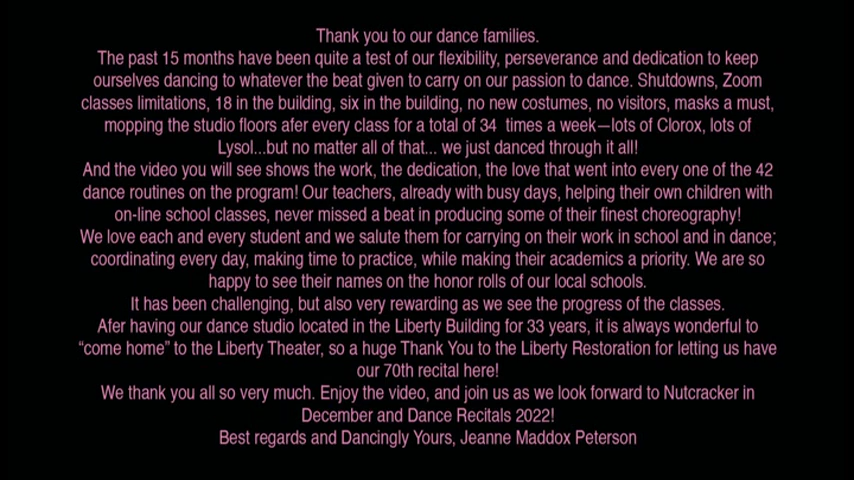 Thank you to our dance families.
The past 15 months have been quite a test of our flexibility, perseverance and dedication to keep
ourselves dancing to whatever the beat given to carry on our passion to dance. Shutdowns, Zoom
classes limitations, 18 in the building, six in the building, no new costumes, no visitors, masks a must,
mopping the studio floors afer every class for a total of 34 times a week—lots of Clorox, lots of
Lysol...but no matter all of that... we just danced through it all!
And the video you will see shows the work, the dedication, the love that went into every one of the 42
dance routines on the program! Our teachers, already with busy days, helping their own children with
on-line school classes, never missed a beat in producing some of their finest choreography!
We love each and every student and we salute them for carrying on their work in school and in dance;
coordinating every day, making time to practice, while making their academics a priority. We are so
happy to see their names on the honor rolls of our local schools.
It has been challenging, but also very rewarding as we see the progress of the classes.
Afer having our dance studio located in the Liberty Building for 33 years, it is always wonderful to
“come home” to the Liberty Theater, so a huge Thank You to the Liberty Restoration for letting us have
our 70th recital here!
We thank you all so very much. Enjoy the video, and join us as we look forward to Nutcracker in
December and Dance Recitals 2022!
Best regards and Dancingly Yours, Jeanne Maddox Peterson